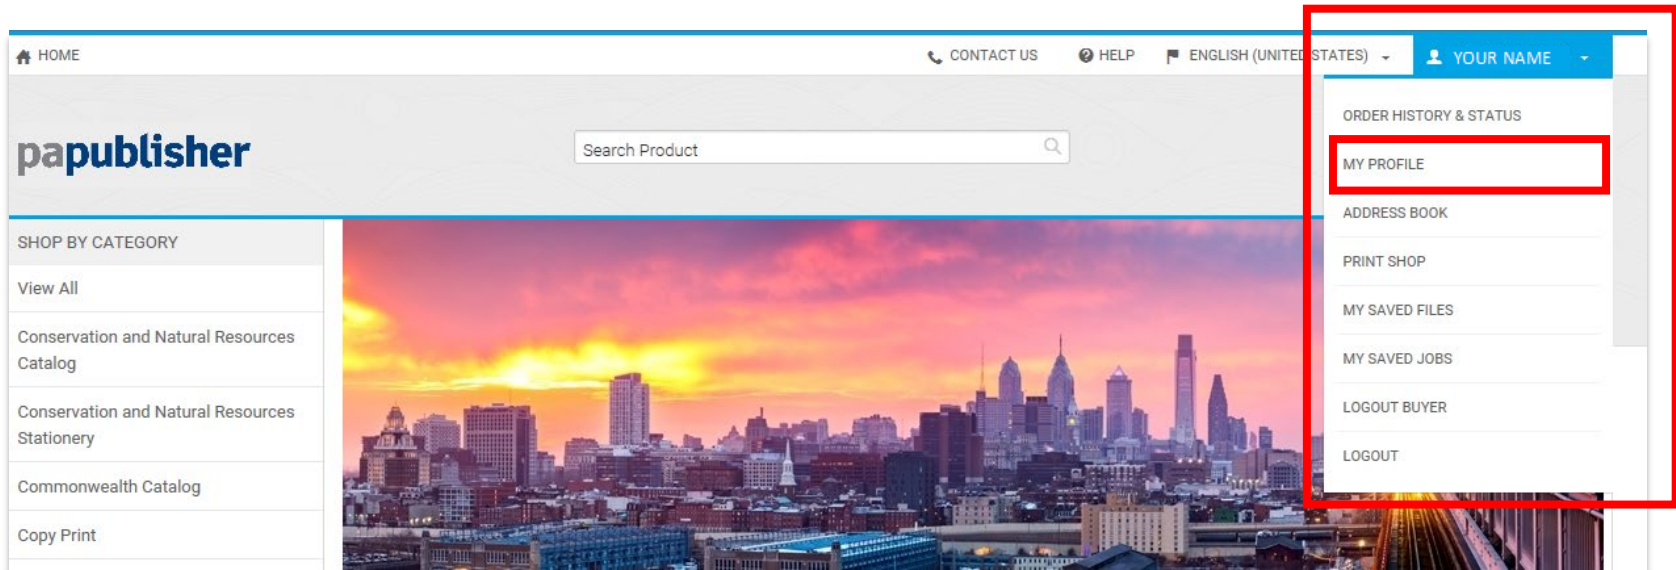 HOME
CONTACT US
HELP
ENGLISH (UNITED STATES)
YOUR NAME
papublisher
Search Product
ORDER HISTORY & STATUS
MY PROFILE
ADDRESS BOOK
PRINT SHOP
MY SAVED FILES
MY SAVED JOBS
LOGOUT BUYER
LOGOUT
SHOP BY CATEGORY
View All
Conservation and Natural Resources
Catalog
Conservation and Natural Resources
Stationery
Commonwealth Catalog
Copy Print